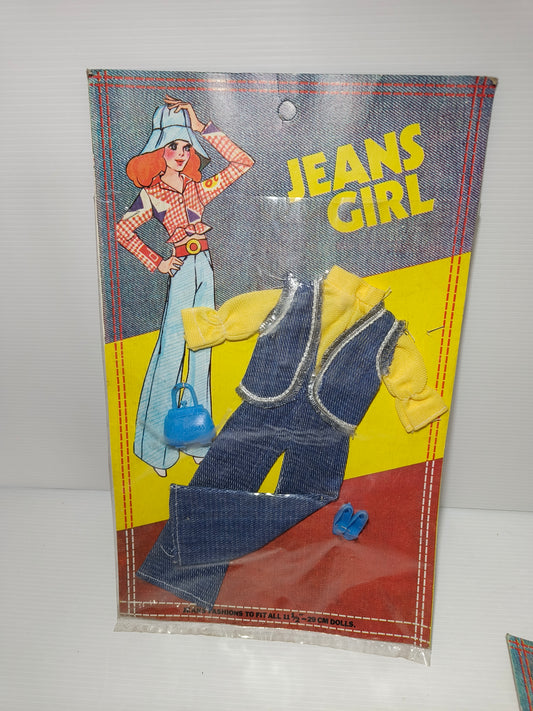 JEANS
GIRL
FASHIONS TO FIT ALL 11 1/2"-29 CM DOLLS.